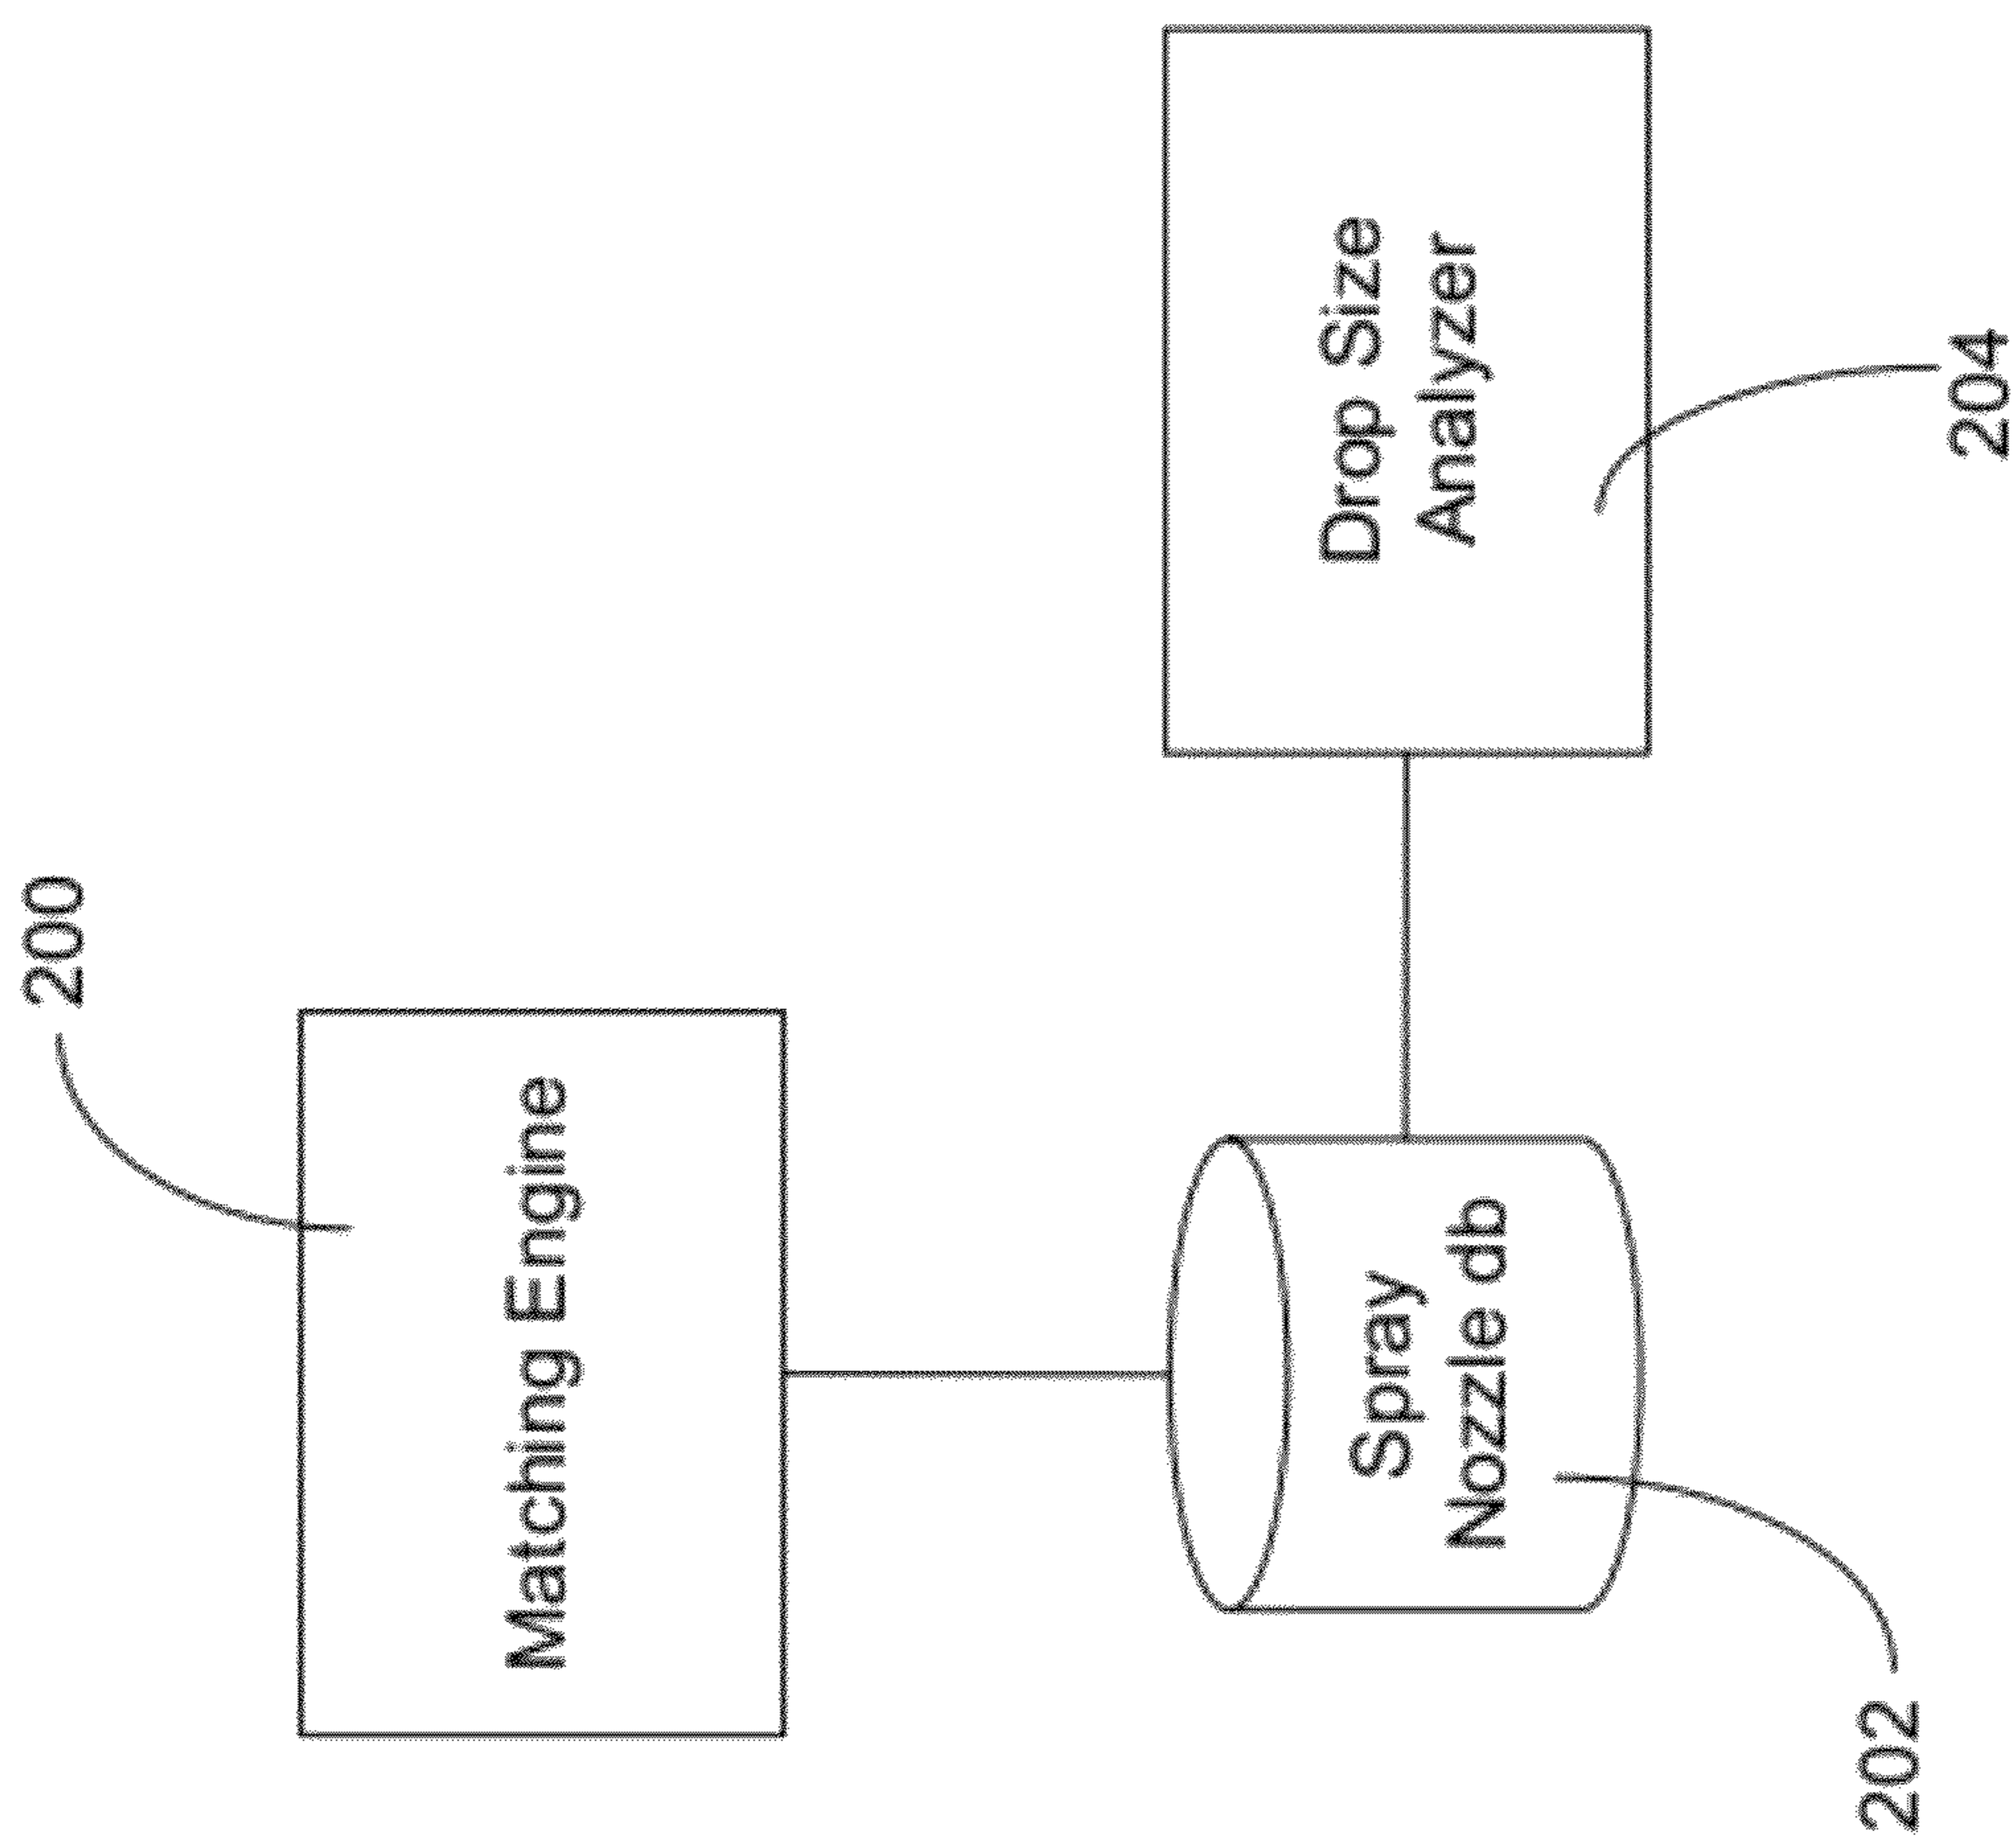 200
Matching Engine
Spray
Nozzle db
202
Drop Size
Analyzer
204